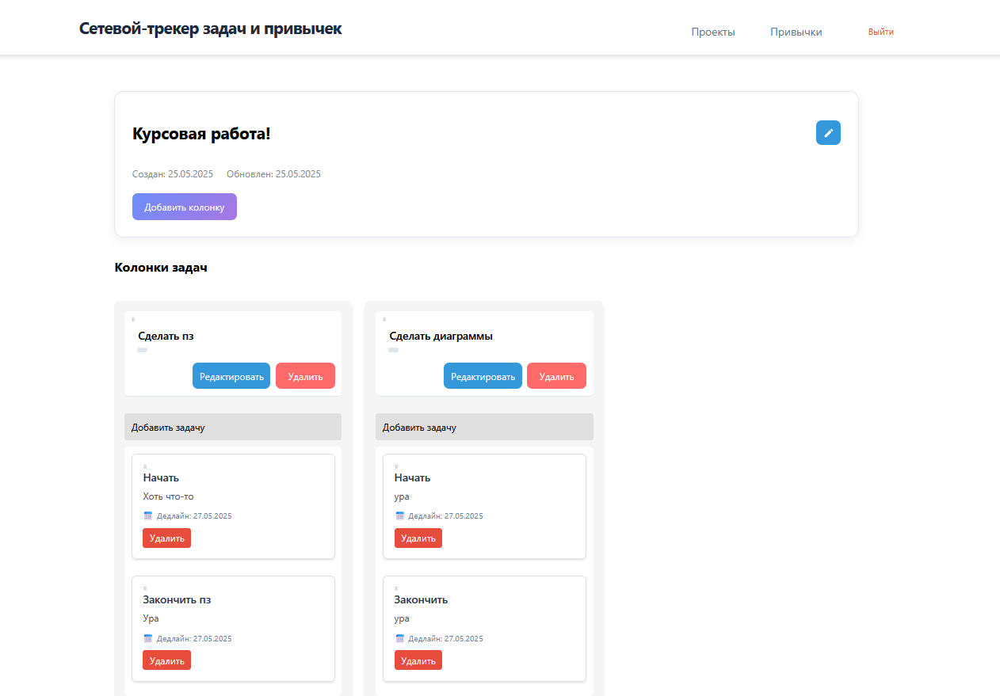 Сетевой-трекер задач и привычек
Проекты Привычки Выйти
Курсовая работа!
Создан: 25.05.2025 Обновлен: 25.05.2025
Добавить колонку
Колонки задач
Сделать пз
Редактировать Удалить
Добавить задачу
Начать
Хоть что-то
Дедлайн: 27.05.2025
Удалить
Закончить пз
Ура
Дедлайн: 27.05.2025
Удалить
Сделать диаграммы
Редактировать Удалить
Добавить задачу
Начать
ура
Дедлайн: 27.05.2025
Удалить
Закончить
ура
Дедлайн: 27.05.2025
Удалить